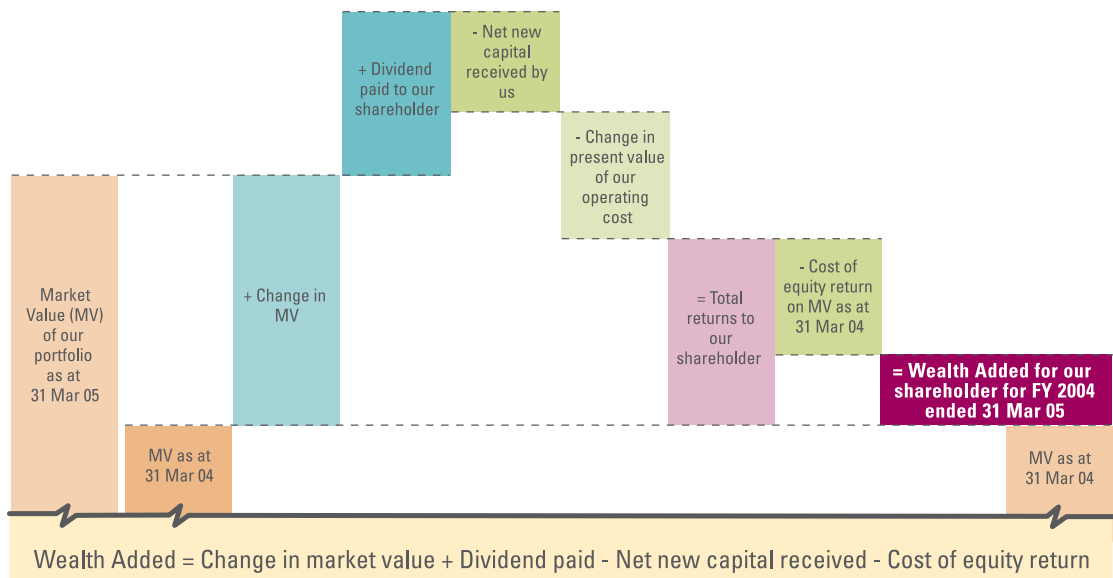 Market
Value (MV)
of our
portfolio
as at
31 Mar 05
MV as at
31 Mar 04
+ Change in
MV
+ Dividend
paid to our
shareholder
- Net new
capital
received by
us
- Change in
present value
of our
operating
cost
= Total
returns to
our
shareholder
- Cost of
equity return
on MV as at
31 Mar 04
= Wealth Added for our
shareholder for FY 2004
ended 31 Mar 05
MV as at
31 Mar 04
Wealth Added = Change in market value + Dividend paid - Net new capital received - Cost of equity return